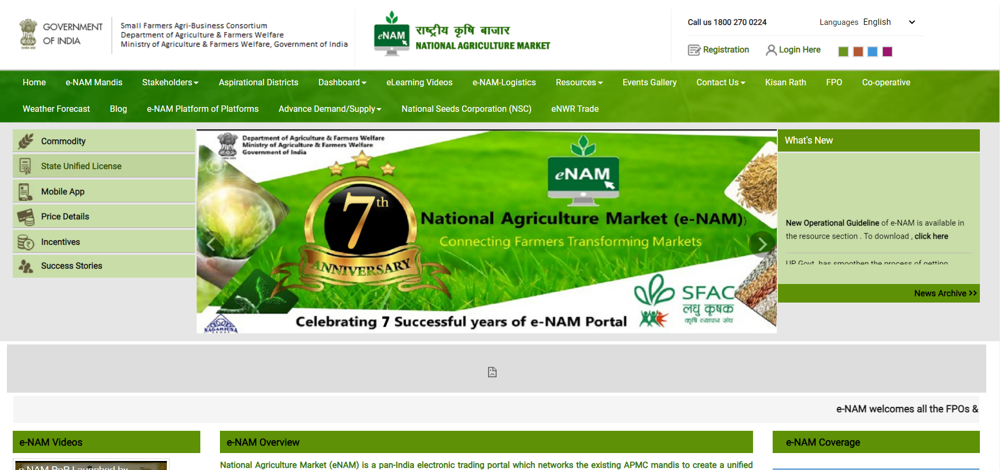 GOVERNMENT
OF INDIA
Small Farmers Agri-Business Consortium
Department of Agriculture & Farmers Welfare
Ministry of Agriculture & Farmers Welfare, Government of India
eNAM
राष्ट्रीय कृषि बाजार
NATIONAL AGRICULTURE MARKET
Call us 1800 270 0224
Languages English
Registration
Login Here
Home e-NAM Mandis Stakeholders Aspirational Districts Dashboard eLearning Videos e-NAM-Logistics Resources Events Gallery Contact Us Kisan Rath FPO Co-operative
Weather Forecast Blog e-NAM Platform of Platforms Advance Demand/Supply National Seeds Corporation (NSC) eNWR Trade
Commodity
State Unified License
Mobile App
Price Details
Incentives
Success Stories
Department of Agriculture & Farmers Welfare
Ministry of Agriculture & Farmers Welfare
Government of India
7th
ANNIVERSARY
eNAM
National Agriculture Market (e-NAM)
Connecting Farmers Transforming Markets
SFAC
लघु कृषक
कृषि व्यापार संघ
NAGARJUNA
Celebrating 7 Successful years of e-NAM Portal
What's New
New Operational Guideline of e-NAM is available in
the resource section . To download , click here
UP Govt. has smoothen the process of getting
News Archive >>
e-NAM welcomes all the FPOs &
e-NAM Videos
e-NAM PoP Launched by
e-NAM Overview
National Agriculture Market (eNAM) is a pan-India electronic trading portal which networks the existing APMC mandis to create a unified
e-NAM Coverage